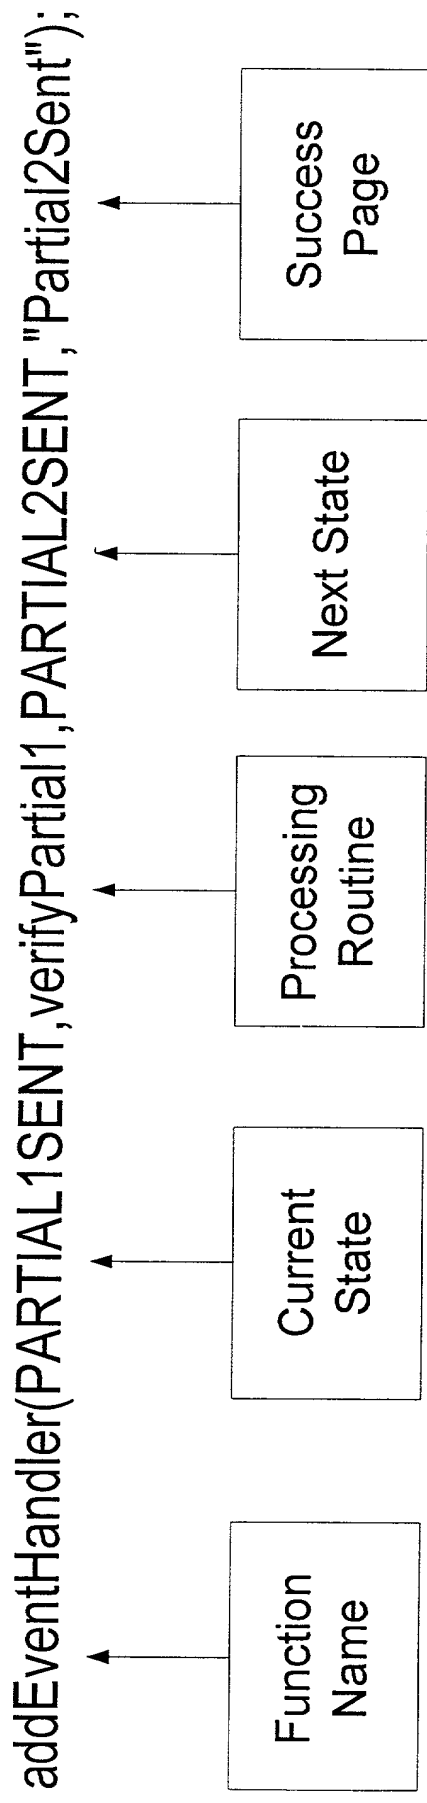 addEventHandler(PARTIAL1SENT,verifyPartial1,PARTIAL2SENT,"Partial2Sent");
Function
Name
Current
State
Processing
Routine
Next State
Success
Page